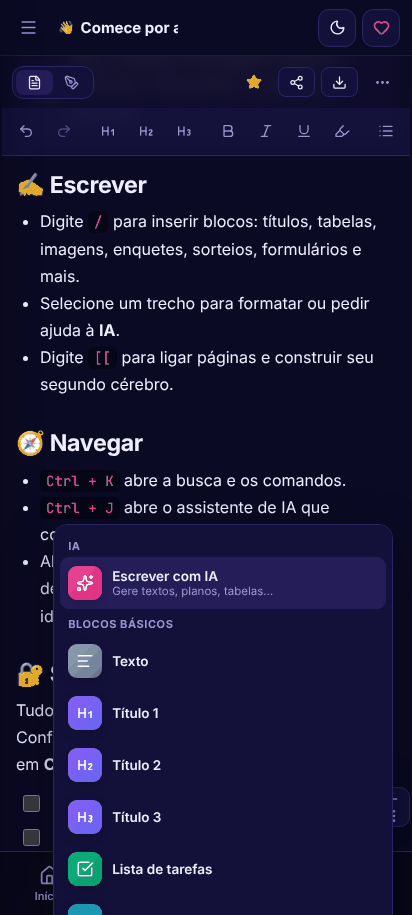 👋 Comece por a
H1 H2 H3 B I U
✍️ Escrever
Digite / para inserir blocos: títulos, tabelas,
imagens, enquetes, sorteios, formulários e
mais.
Selecione um trecho para formatar ou pedir
ajuda à IA.
Digite [[ para ligar páginas e construir seu
segundo cérebro.
🧭 Navegar
Ctrl + K abre a busca e os comandos.
Ctrl + J abre o assistente de IA que
IA
Escrever com IA
Gere textos, planos, tabelas...
BLOCOS BÁSICOS
Texto
H1 Título 1
H2 Título 2
H3 Título 3
Lista de tarefas
Tudo
Conf
em